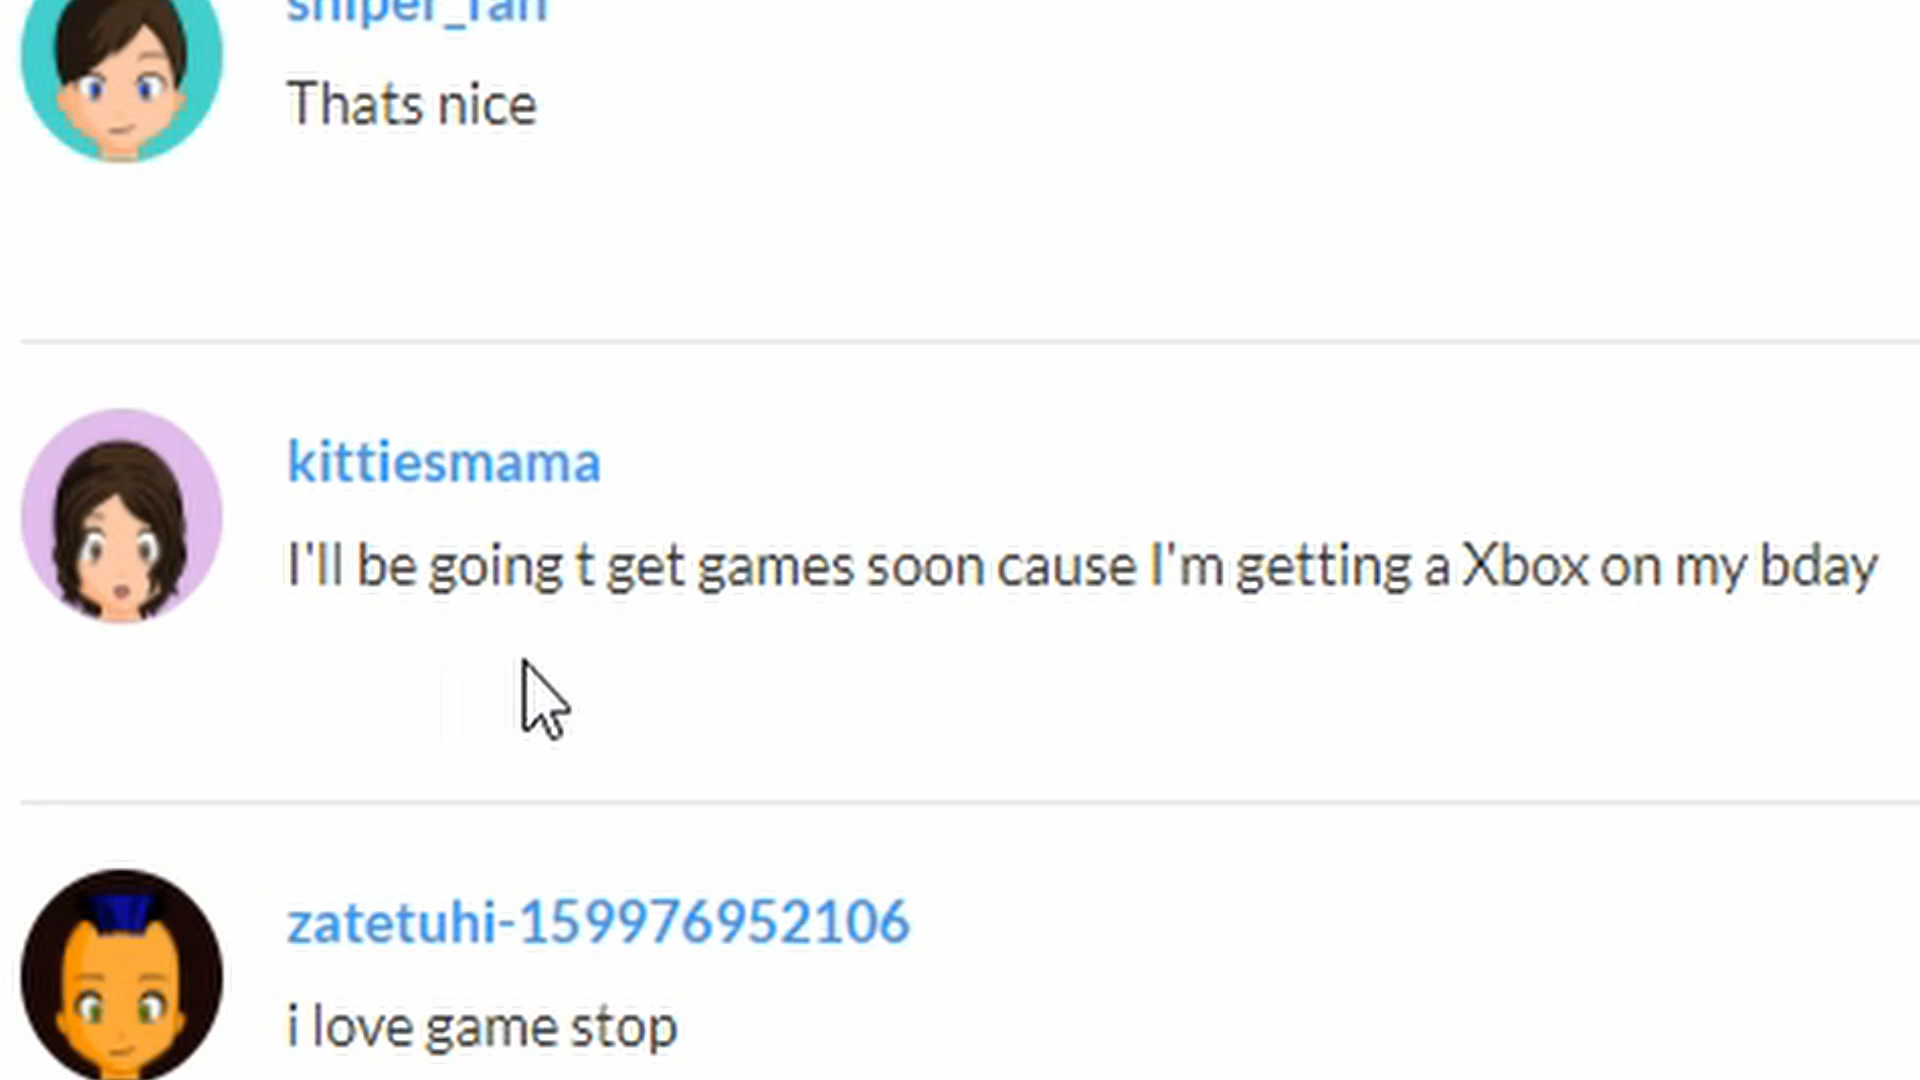 sniper_fan
Thats nice
kittiesmama
I'll be going t get games soon cause I'm getting a Xbox on my bday
zatetuhi-159976952106
i love game stop